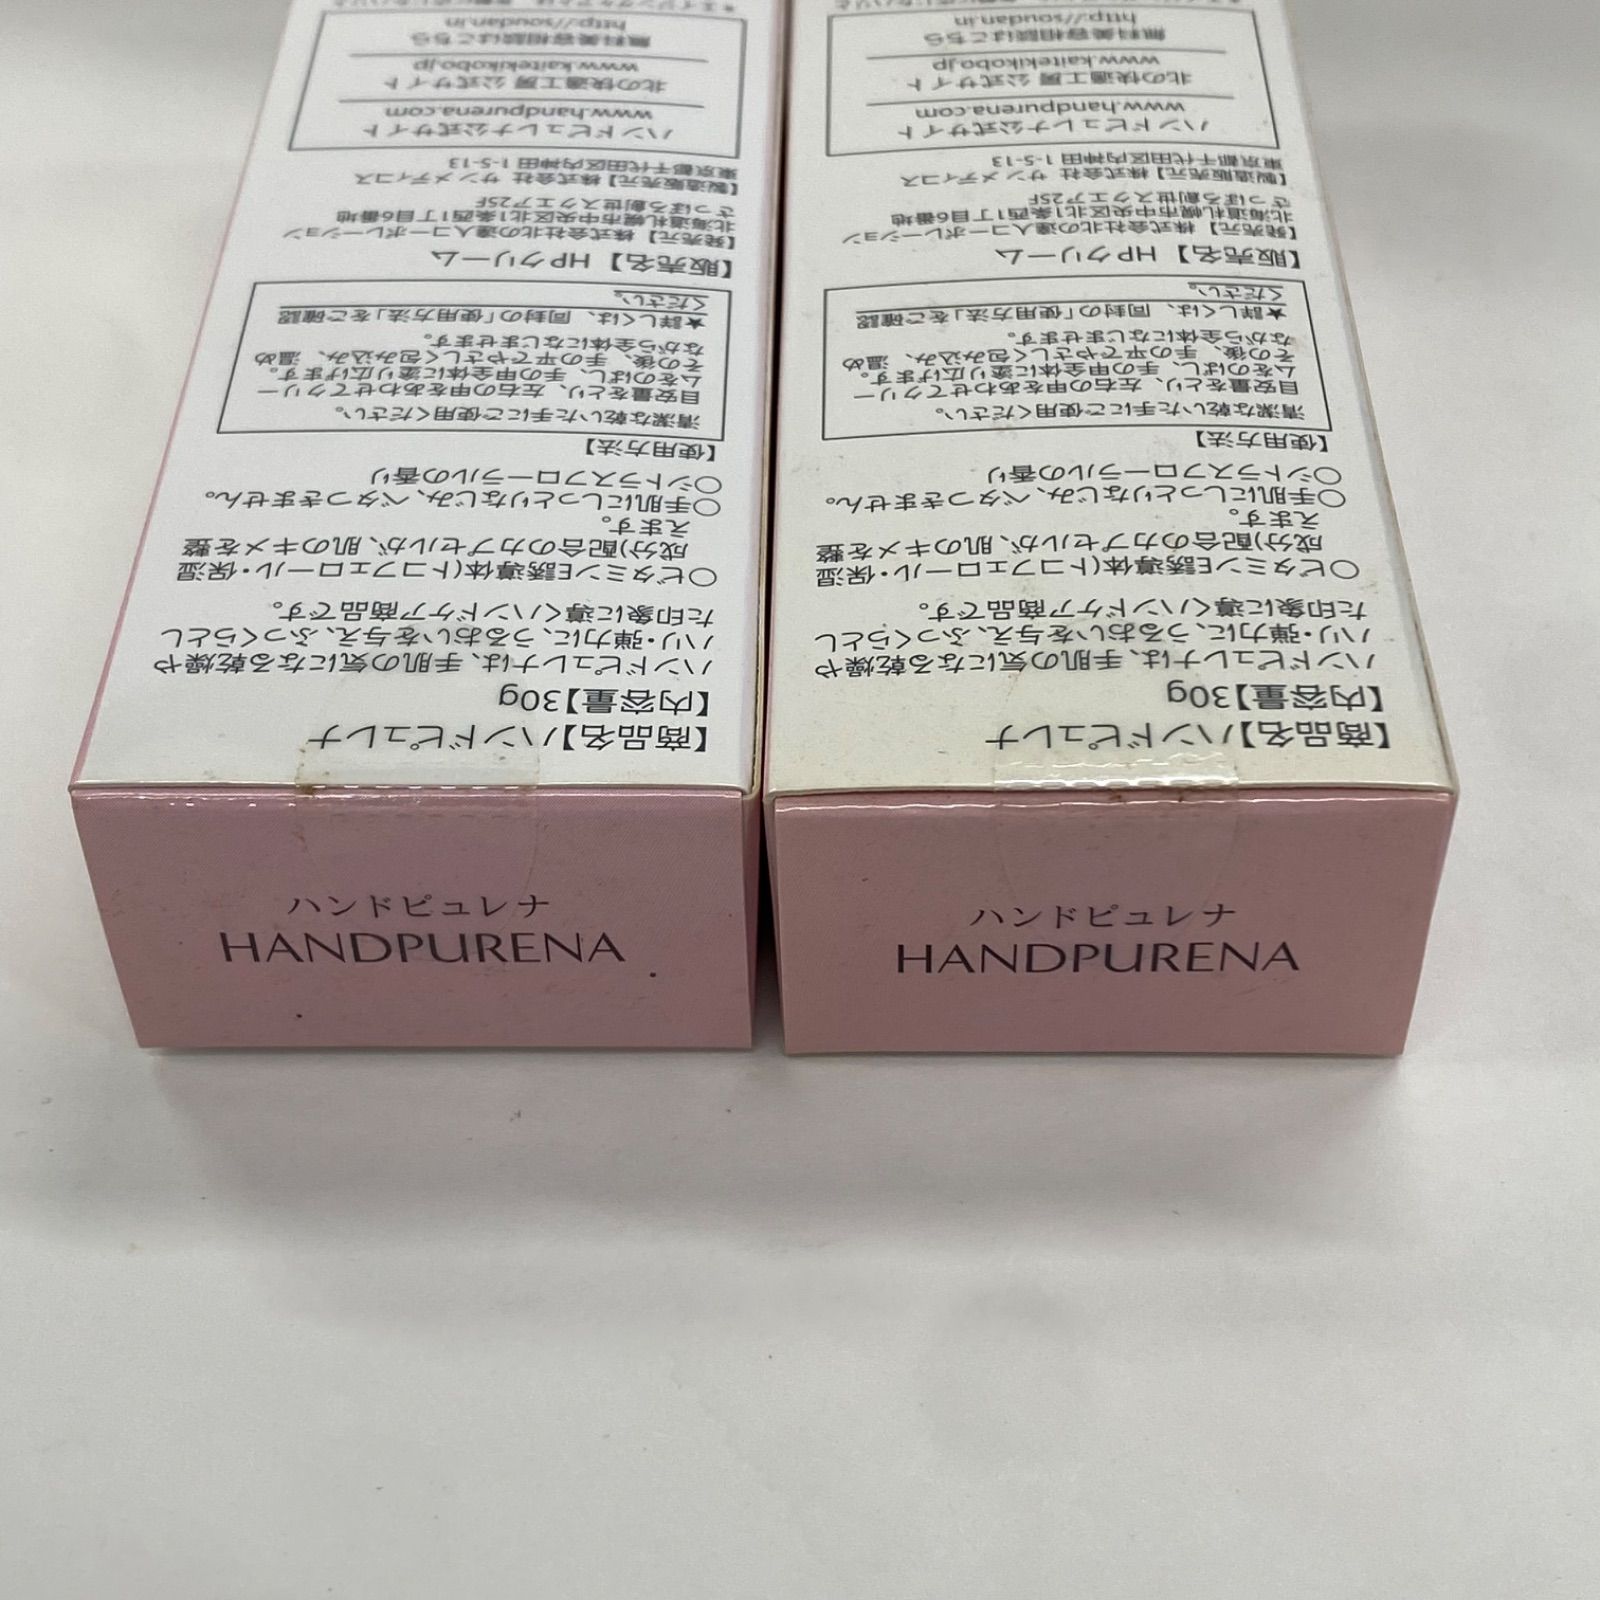 ハンドピュレナ
HANDPURENA
【商品名】ハンドピュレナ
【内容量】30g
ハンドピュレナは、手肌の気になる乾燥や
ハリ・弾力に、うるおいを与え、ふっくらとし
た印象に導くハンドケア商品です。
○ビタミンE誘導体(トコフェロール・保湿
成分)配合のカプセルが、肌のキメを整
えます。
○手肌にしっとりなじみ、ベタつきません。
○シトラスフローラルの香り
【使用方法】
清潔な乾いた手にご使用ください。
目安量をとり、左右の甲をあわせてクリー
ムをのばし、手の甲全体に塗り広げます。
その後、手の平でやさしく包み込み、温め
ながら全体になじませます。
★詳しくは、同封の「使用方法」をご確認
ください。
【販売名】HPクリーム
【発売元】株式会社北の達人コーポレーション
北海道札幌市中央区北1条西1丁目6番地
さっぽろ創世スクエア25F
【製造販売元】株式会社 サン メディコス
東京都千代田区内神田 1-5-13
ハンドピュレナ公式サイト
www.handpurena.com
北の快適工房 公式サイト
www.kaitekikobo.jp
無料美容相談はこちら
http://soudan.in
ハンドピュレナ
HANDPURENA
【商品名】ハンドピュレナ
【内容量】30g
ハンドピュレナは、手肌の気になる乾燥や
ハリ・弾力に、うるおいを与え、ふっくらとし
た印象に導くハンドケア商品です。
○ビタミンE誘導体(トコフェロール・保湿
成分)配合のカプセルが、肌のキメを整
えます。
○手肌にしっとりなじみ、ベタつきません。
○シトラスフローラルの香り
【使用方法】
清潔な乾いた手にご使用ください。
目安量をとり、左右の甲をあわせてクリー
ムをのばし、手の甲全体に塗り広げます。
その後、手の平でやさしく包み込み、温め
ながら全体になじませます。
★詳しくは、同封の「使用方法」をご確認
ください。
【販売名】HPクリーム
【発売元】株式会社北の達人コーポレーション
北海道札幌市中央区北1条西1丁目6番地
さっぽろ創世スクエア25F
【製造販売元】株式会社 サン メディコス
東京都千代田区内神田 1-5-13
ハンドピュレナ公式サイト
www.handpurena.com
北の快適工房 公式サイト
www.kaitekikobo.jp
無料美容相談はこちら
http://soudan.in